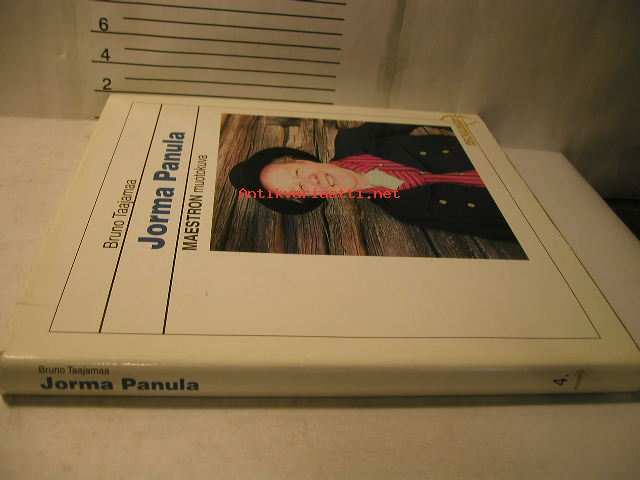 6
4
2
Bruno Taajamaa
Jorma Panula
MAESTRON muotokuva
Antikvariaatti.net
Bruno Taajamaa
Jorma Panula
4.